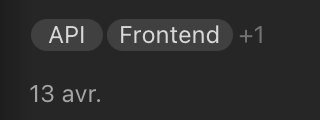 API Frontend +1
13 avr.